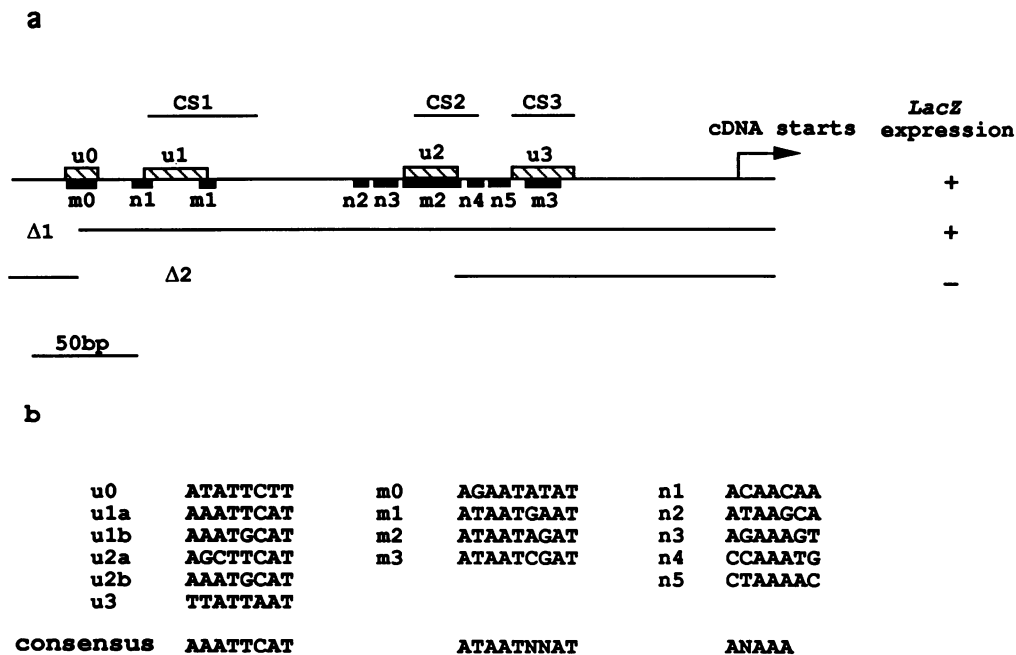 a
CS1 CS2 CS3 LacZ
cDNA starts expression
u0 u1 u2 u3
+
m0 n1 m1 n2 n3 m2 n4 n5 m3
Δ1 +
Δ2 −
50bp
b
u0 ATATTCTT m0 AGAATATAT n1 ACAACAA
u1a AAATTCAT m1 ATAATGAAT n2 ATAAGCA
u1b AAATGCAT m2 ATAATAGAT n3 AGAAAGT
u2a AGCTTCAT m3 ATAATCGAT n4 CCAAATG
u2b AAATGCAT n5 CTAAAAC
u3 TTATTAAT
consensus AAATTCAT ATAATNNAT ANAAA